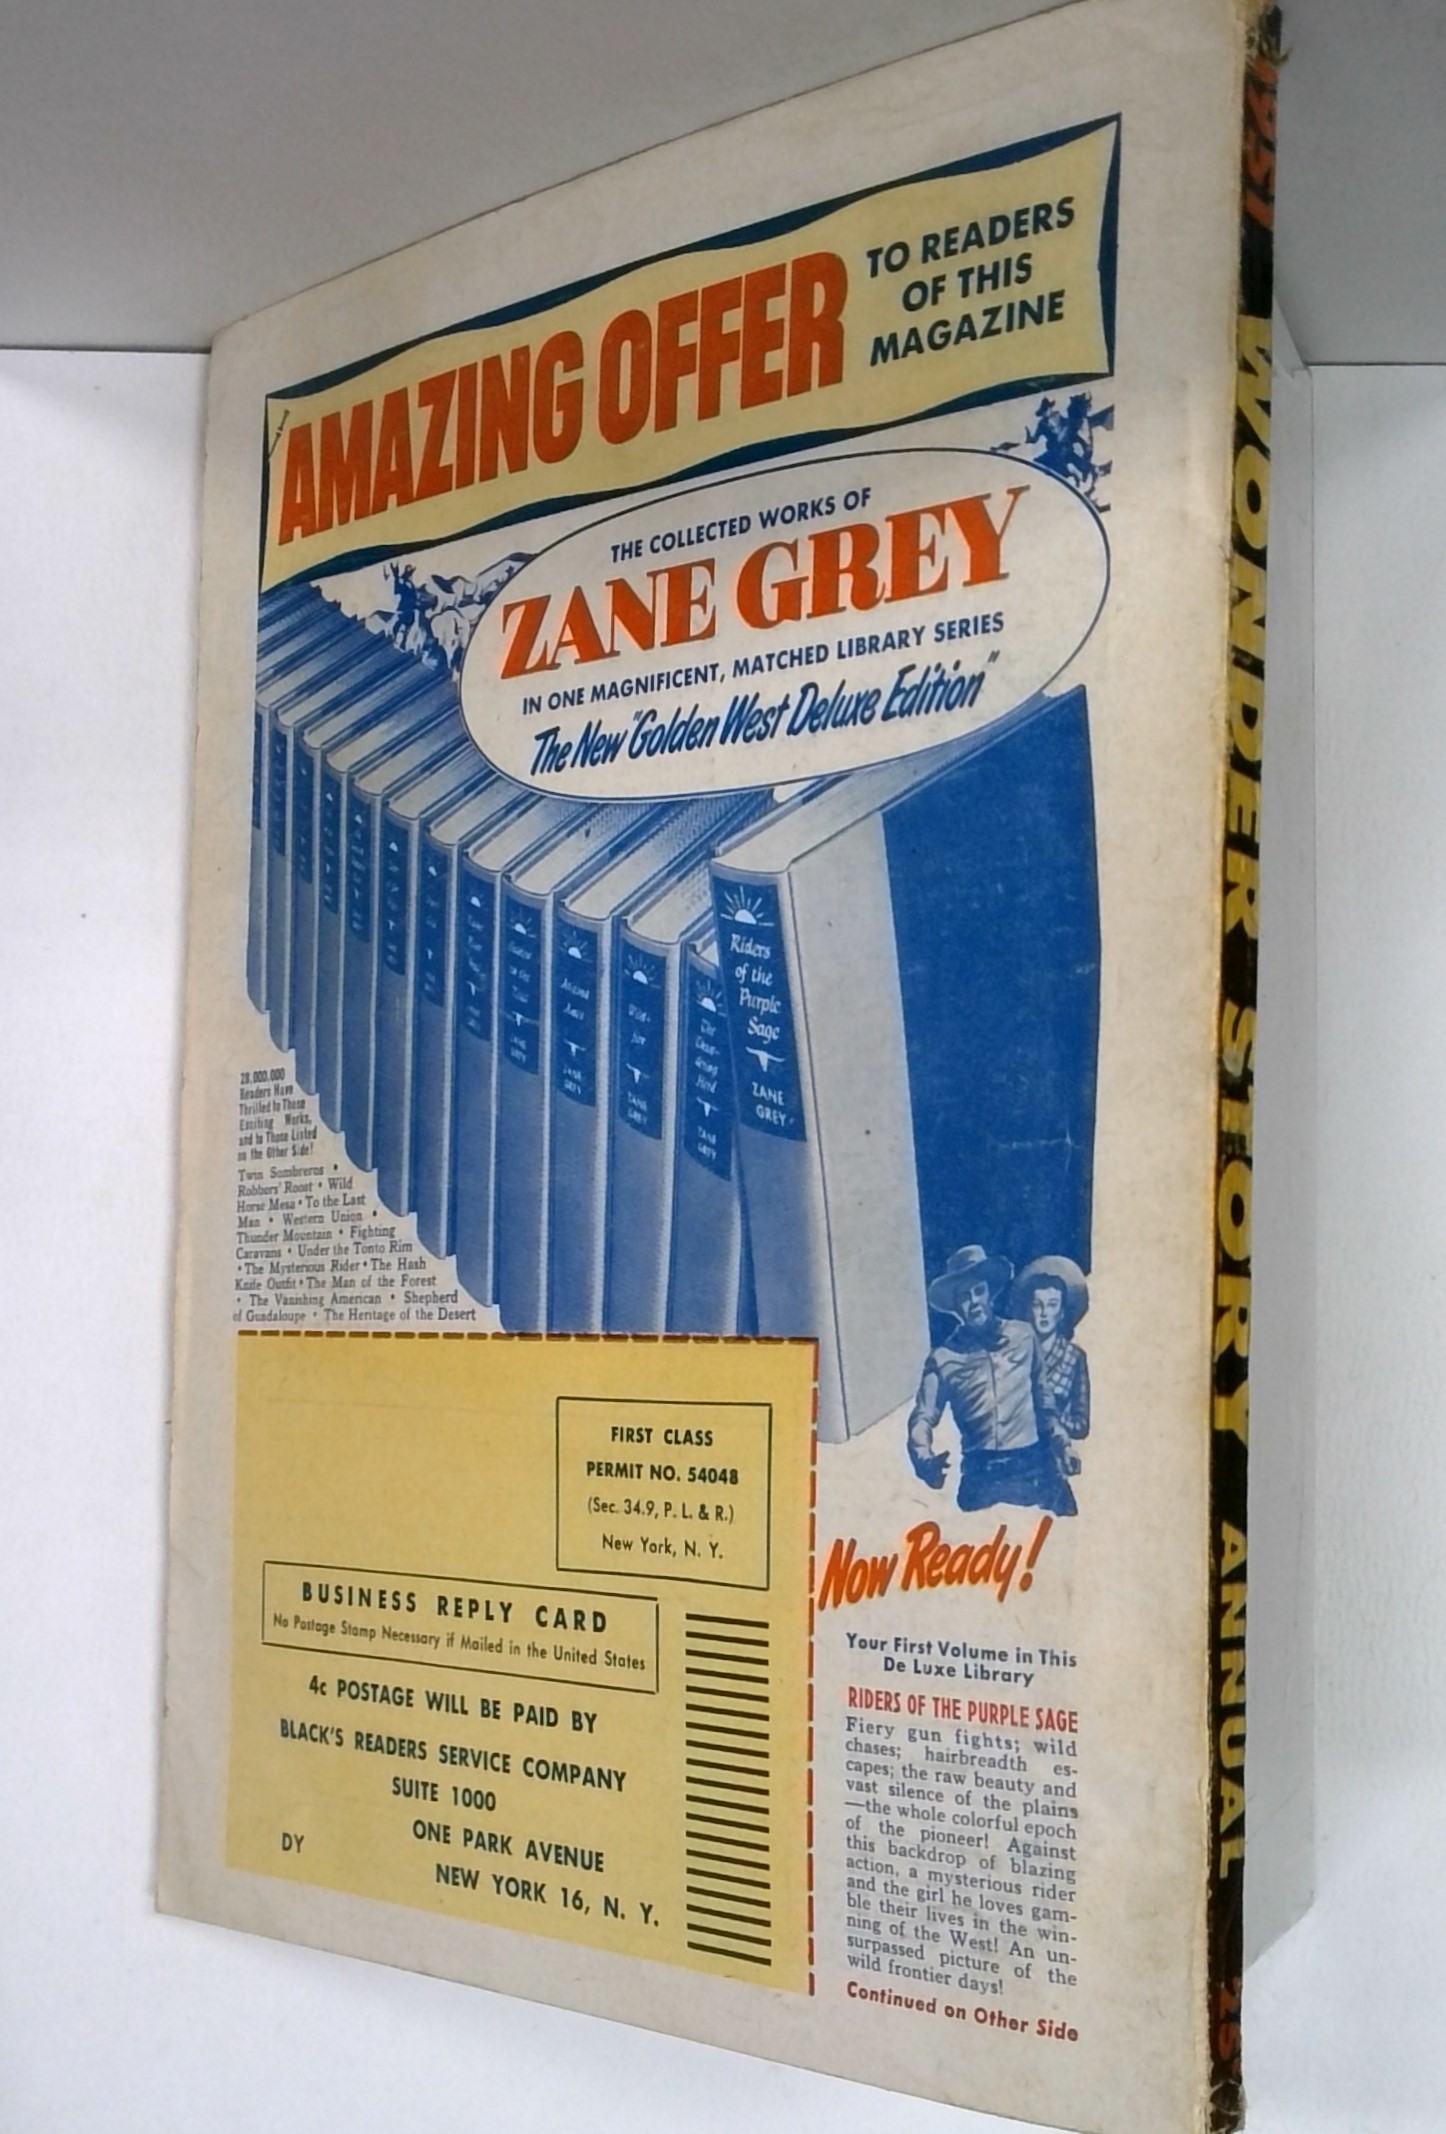 AMAZING OFFER
TO READERS
OF THIS
MAGAZINE
THE COLLECTED WORKS OF
ZANE GREY
IN ONE MAGNIFICENT, MATCHED LIBRARY SERIES
The New "Golden West Deluxe Edition"
Riders
of the
Purple
Sage
ZANE
GREY
Wild-
fire
ZANE
GREY
ZANE
GREY
ZANE
GREY
28,000,000
Readers Have
Thrilled to These
Exciting Works,
and to Those Listed
on the Other Side!
Twin Sombreros •
Robbers' Roost • Wild
Horse Mesa • To the Last
Man • Western Union •
Thunder Mountain • Fighting
Caravans • Under the Tonto Rim
• The Mysterious Rider • The Hash
Knife Outfit • The Man of the Forest
• The Vanishing American • Shepherd
of Guadaloupe • The Heritage of the Desert
FIRST CLASS
PERMIT NO. 54048
(Sec. 34.9, P. L. & R.)
New York, N. Y.
BUSINESS REPLY CARD
No Postage Stamp Necessary if Mailed in the United States
4c POSTAGE WILL BE PAID BY
BLACK'S READERS SERVICE COMPANY
SUITE 1000
ONE PARK AVENUE
DY
NEW YORK 16, N. Y.
Now Ready!
Your First Volume in This
De Luxe Library
RIDERS OF THE PURPLE SAGE
Fiery gun fights; wild
chases; hairbreadth es-
capes; the raw beauty and
vast silence of the plains
—the whole colorful epoch
of the pioneer! Against
this backdrop of blazing
action, a mysterious rider
and the girl he loves gam-
ble their lives in the win-
ning of the West! An un-
surpassed picture of the
wild frontier days!
Continued on Other Side
1951 WONDER STORY ANNUAL